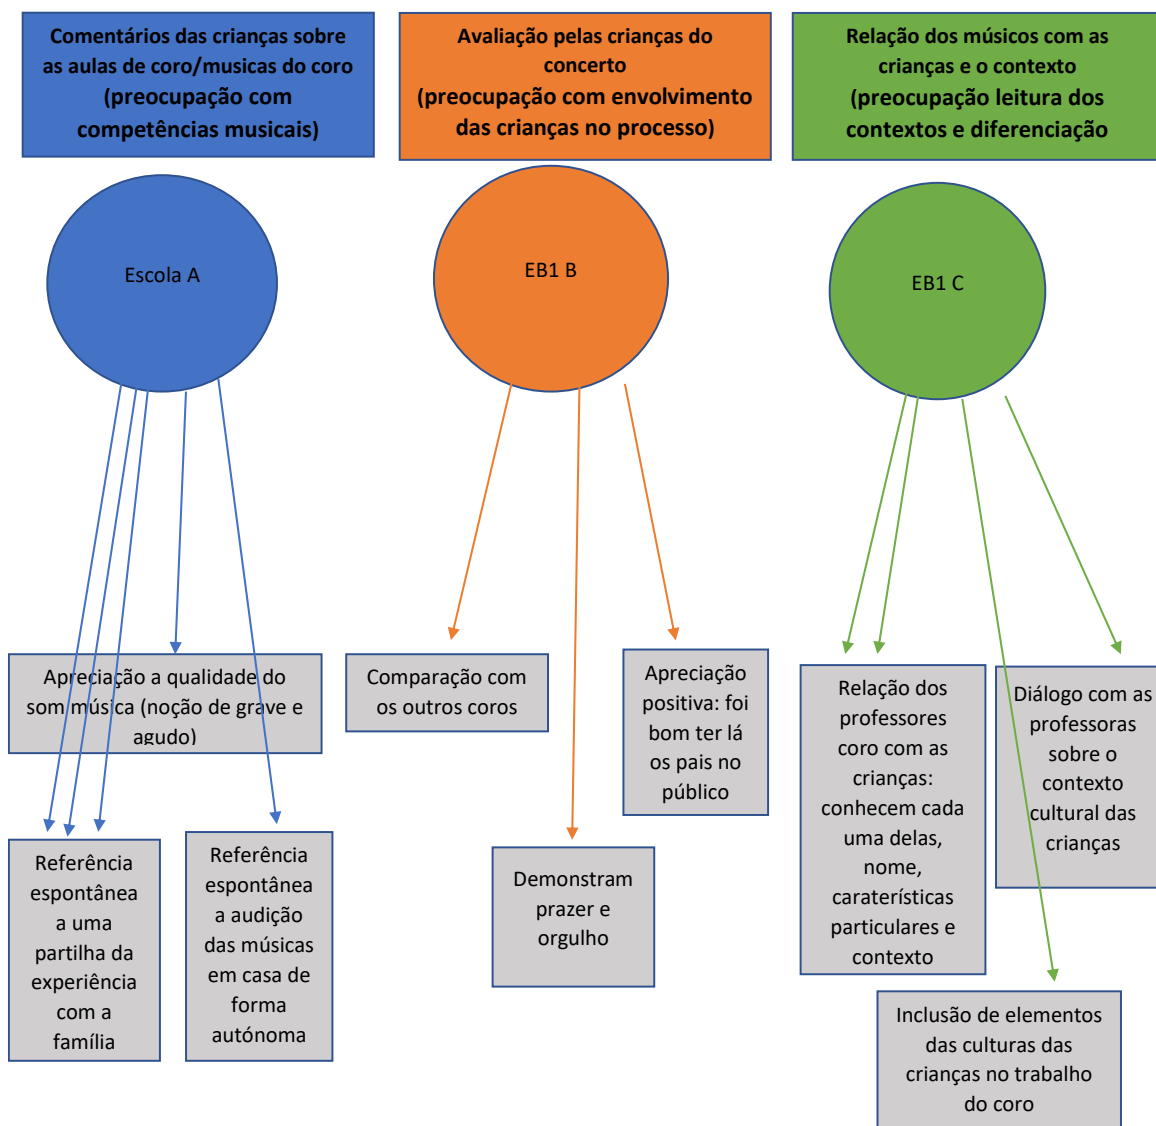 Comentários das crianças sobre
as aulas de coro/musicas do coro
(preocupação com
competências musicais)
Avaliação pelas crianças do
concerto
(preocupação com envolvimento
das crianças no processo)
Relação dos músicos com as
crianças e o contexto
(preocupação leitura dos
contextos e diferenciação
Escola A
EB1 B
EB1 C
Apreciação a qualidade do
som música (noção de grave e
agudo)
Comparação com
os outros coros
Apreciação
positiva: foi
bom ter lá
os pais no
público
Relação dos
professores
coro com as
crianças:
conhecem cada
uma delas,
nome,
caraterísticas
particulares e
contexto
Diálogo com as
professoras
sobre o
contexto
cultural das
crianças
Referência
espontânea
a uma
partilha da
experiência
com a
família
Referência
espontânea
a audição
das músicas
em casa de
forma
autónoma
Demonstram
prazer e
orgulho
Inclusão de elementos
das culturas das
crianças no trabalho
do coro